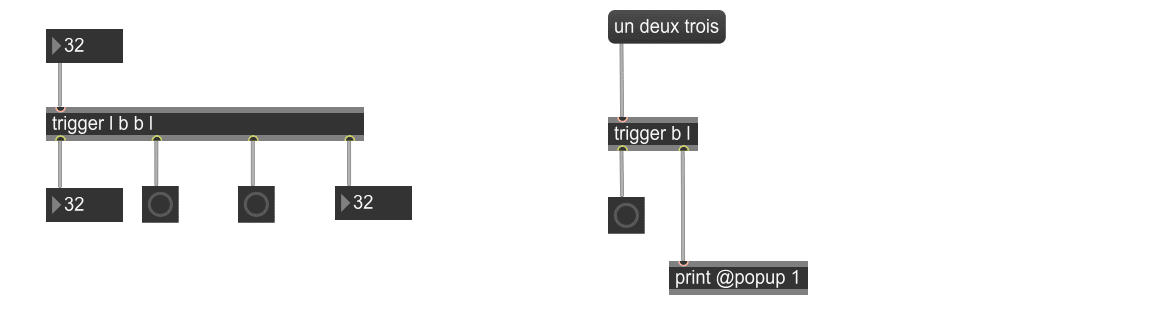 32
trigger l b b l
32
32
un deux trois
trigger b l
print @popup 1